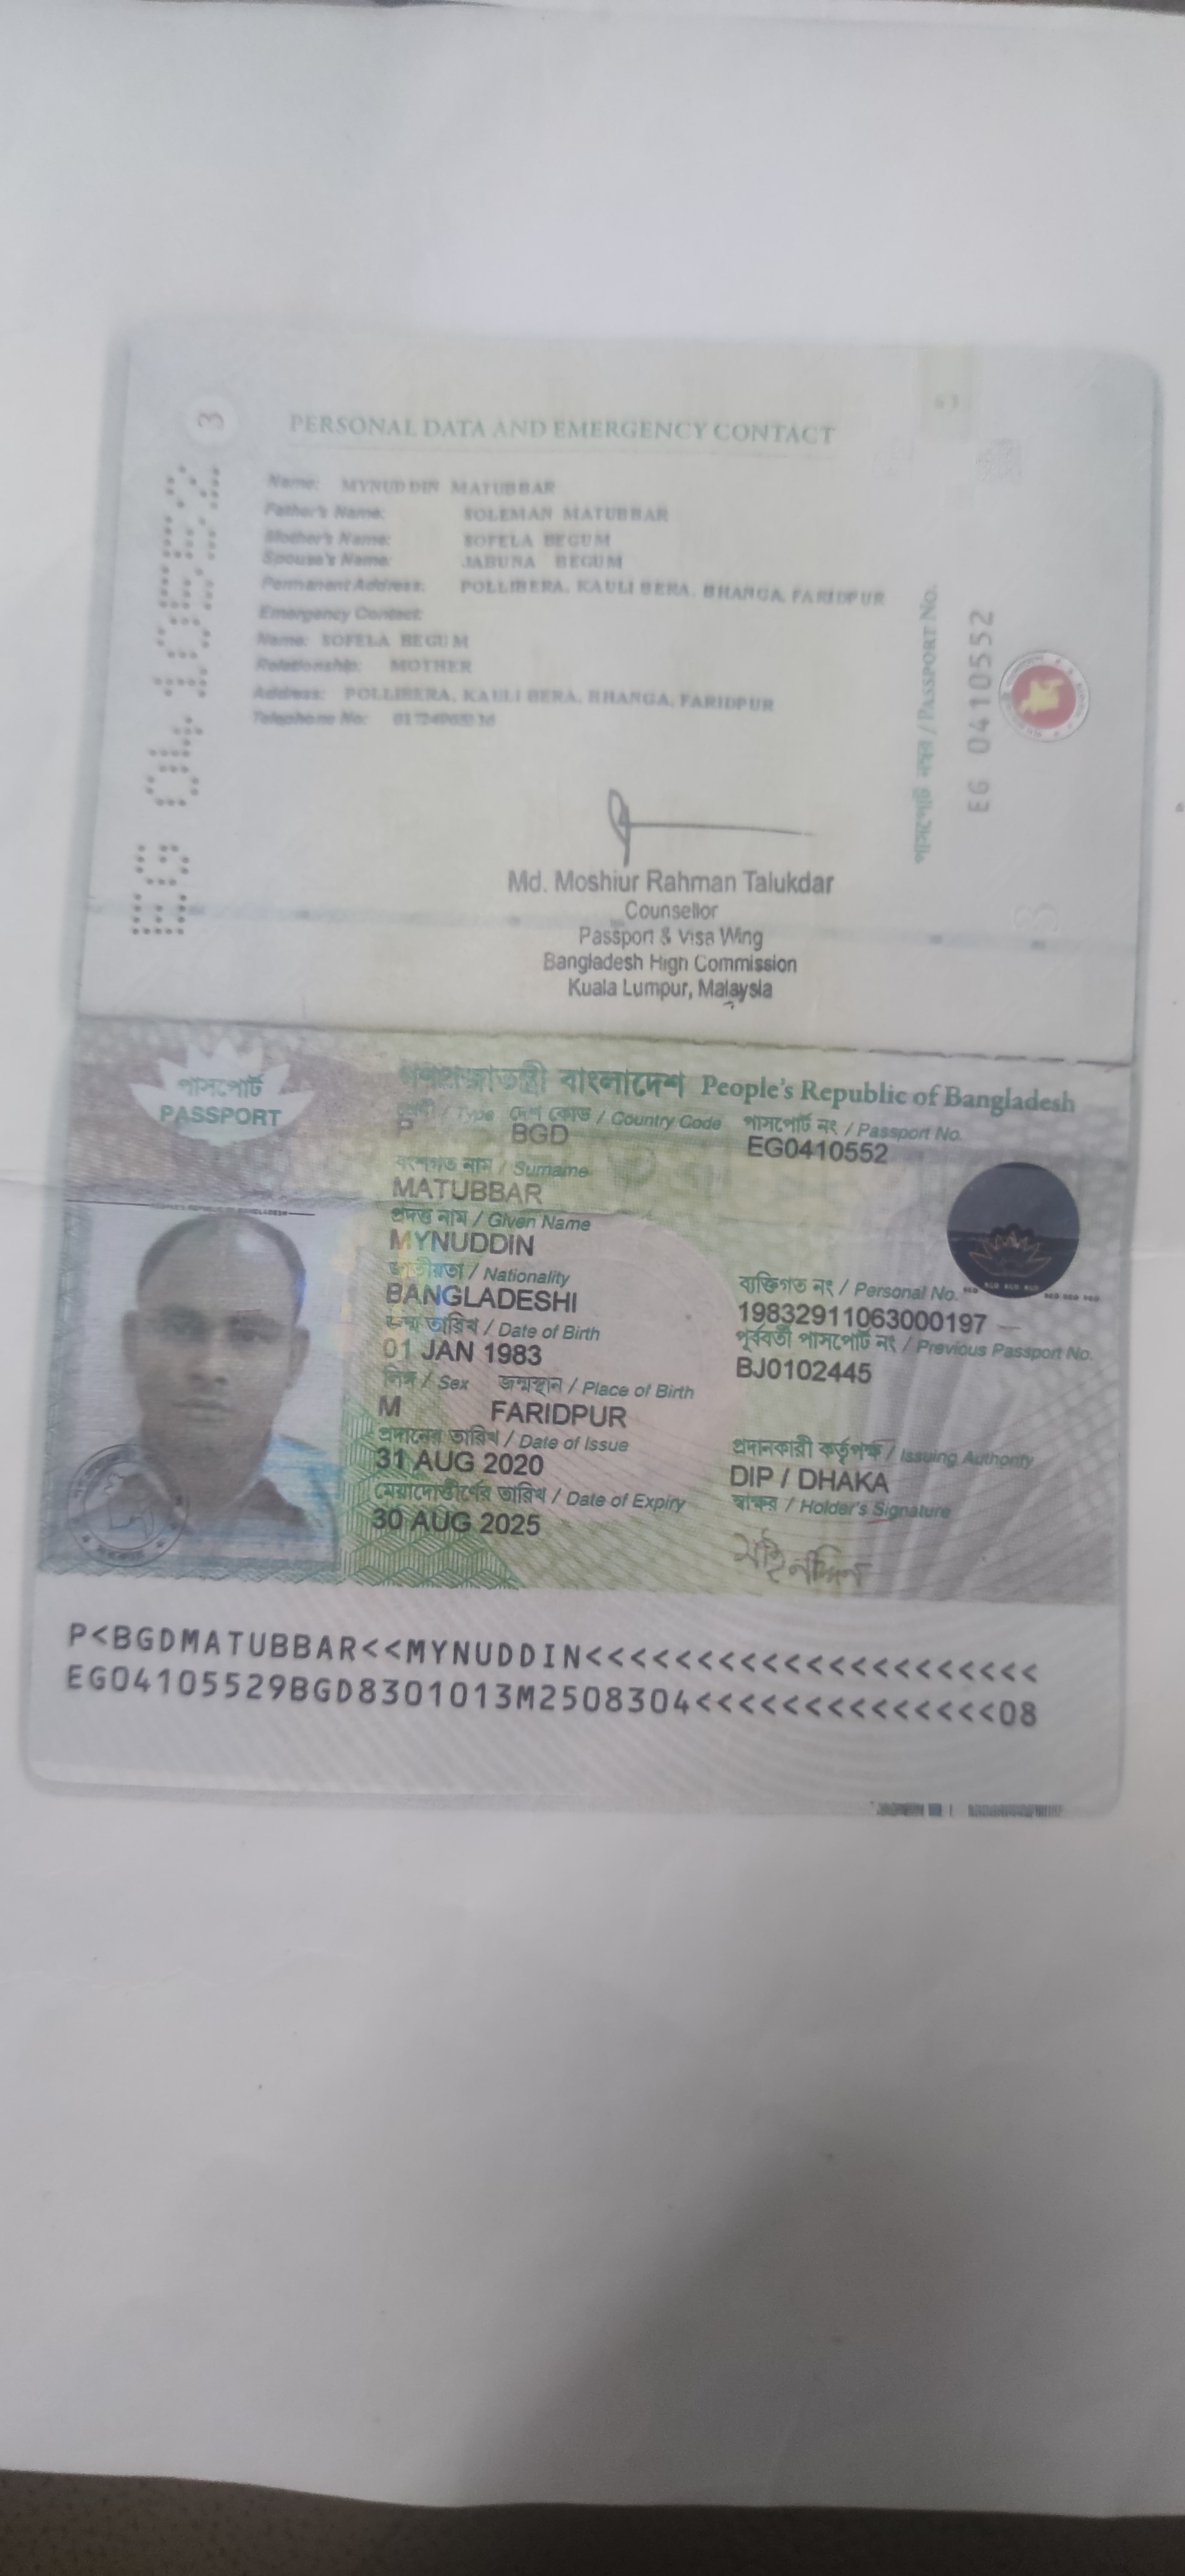 3
PERSONAL DATA AND EMERGENCY CONTACT
Name: MYNUDDIN MATUBBAR
Father's Name: SOLEMAN MATUBBAR
Mother's Name: SOFELA BEGUM
Spouse's Name: BEGUM
Permanent Address: POLLIBERA, KAULI BERA, BHANGA, FARIDPUR
Emergency Contact:
Name: SOFELA BEGUM
Relationship: MOTHER
Address: POLLIBERA, KAULI BERA, BHANGA, FARIDPUR
Telephone No:
পাসপোর্ট নম্বর / PASSPORT No.
EG 0410552
Md. Moshiur Rahman Talukdar
Counsellor
Passport & Visa Wing
Bangladesh High Commission
Kuala Lumpur, Malaysia
পাসপোর্ট
PASSPORT
গণপ্রজাতন্ত্রী বাংলাদেশ People's Republic of Bangladesh
শ্রেণী / Type দেশ কোড / Country Code পাসপোর্ট নং / Passport No.
P BGD EG0410552
বংশগত নাম / Surname
MATUBBAR
প্রদত্ত নাম / Given Name
MYNUDDIN
জাতীয়তা / Nationality
BANGLADESHI
ব্যক্তিগত নং / Personal No.
19832911063000197
জন্ম তারিখ / Date of Birth
01 JAN 1983
পূর্ববর্তী পাসপোর্ট নং / Previous Passport No.
BJ0102445
লিঙ্গ / Sex জন্মস্থান / Place of Birth
M FARIDPUR
প্রদানের তারিখ / Date of Issue
31 AUG 2020
প্রদানকারী কর্তৃপক্ষ / Issuing Authority
DIP / DHAKA
মেয়াদোত্তীর্ণের তারিখ / Date of Expiry
30 AUG 2025
স্বাক্ষর / Holder's Signature
মইনদ্দিন
P<BGDMATUBBAR<<MYNUDDIN<<<<<<<<<<<<<<<<<<<<<
EG04105529BGD8301013M2508304<<<<<<<<<<<<<<08